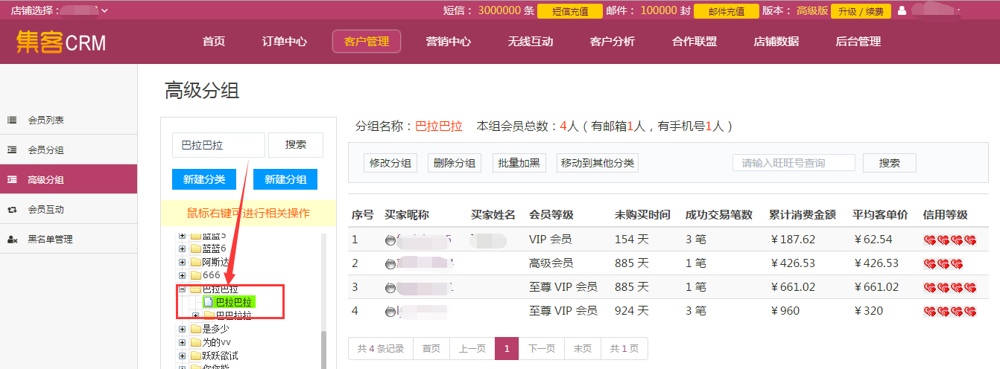 店铺选择：
短信： 3000000 条 短信充值 邮件： 100000 封 邮件充值 版本： 高级版 升级 / 续费
集客CRM
首页 订单中心 客户管理 营销中心 无线互动 客户分析 合作联盟 店铺数据 后台管理
会员列表
会员分组
高级分组
会员互动
黑名单管理
高级分组
巴拉巴拉 搜索
新建分类 新建分组
鼠标右键可进行相关操作
蓝蓝5
蓝蓝6
阿斯达
666
巴拉巴拉
巴拉巴拉
巴巴拉拉
是多少
为的vv
跃跃欲试
你你能
分组名称：巴拉巴拉 本组会员总数：4人（有邮箱1人，有手机号1人）
修改分组 删除分组 批量加黑 移动到其他分类 请输入旺旺号查询 搜索
序号 买家昵称 买家姓名 会员等级 未购买时间 成功交易笔数 累计消费金额 平均客单价 信用等级
1 VIP 会员 154 天 3 笔 ￥187.62 ￥62.54
2 高级会员 885 天 1 笔 ￥426.53 ￥426.53
3 至尊 VIP 会员 885 天 1 笔 ￥661.02 ￥661.02
4 至尊 VIP 会员 924 天 3 笔 ￥960 ￥320
共 4 条记录 首页 上一页 1 下一页 末页 共 1 页